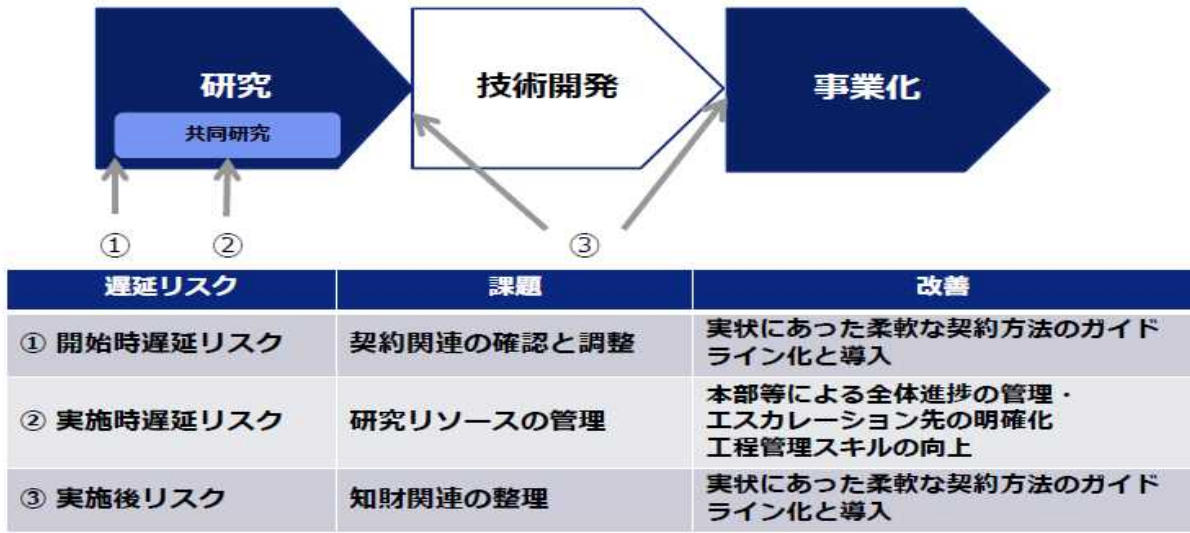 研究
技術開発
事業化
共同研究
①
②
③
遅延リスク
課題
改善
① 開始時遅延リスク
契約関連の確認と調整
実状にあった柔軟な契約方法のガイド
ライン化と導入
② 実施時遅延リスク
研究リソースの管理
本部等による全体進捗の管理・
エスカレーション先の明確化
工程管理スキルの向上
③ 実施後リスク
知財関連の整理
実状にあった柔軟な契約方法のガイド
ライン化と導入